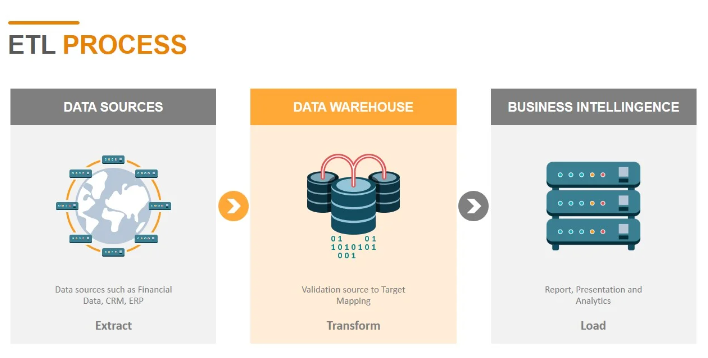 ETL PROCESS
DATA SOURCES
Data sources such as Financial
Data, CRM, ERP
Extract
DATA WAREHOUSE
01 01
1010101
001
Validation source to Target
Mapping
Transform
BUSINESS INTELLINGENCE
Report, Presentation and
Analytics
Load